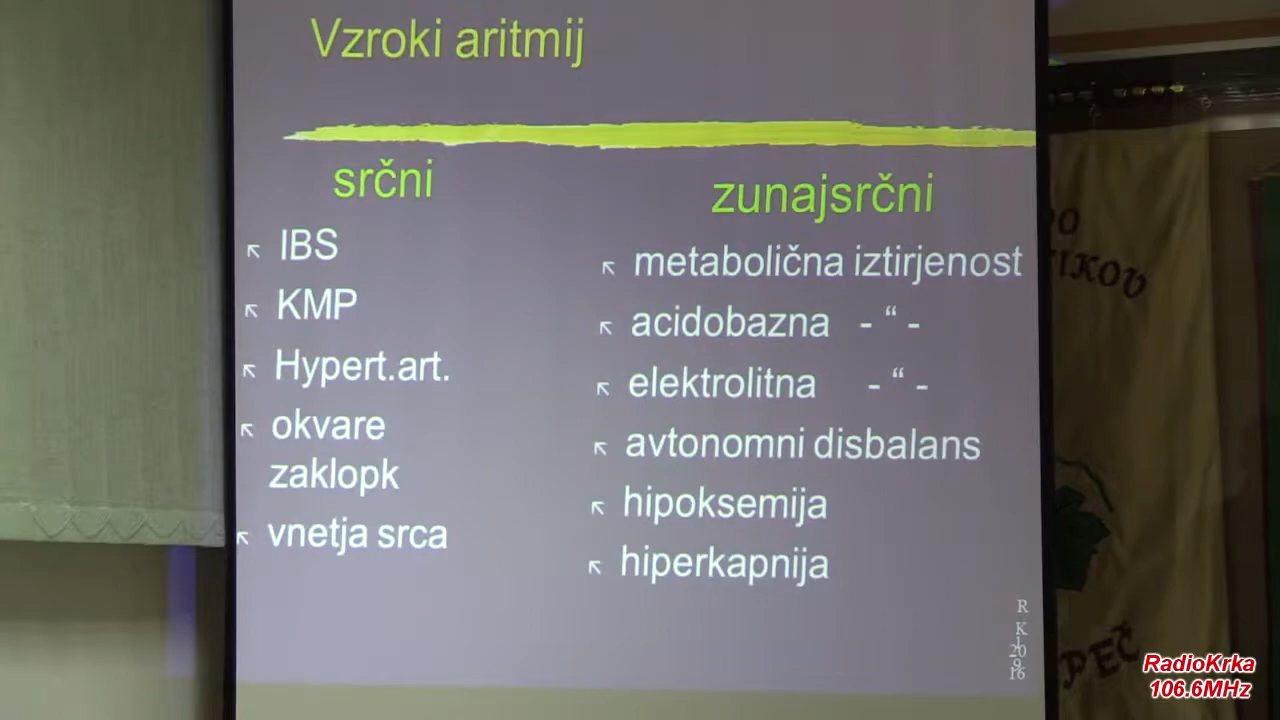 Vzroki aritmij
srčni
IBS
KMP
Hypert.art.
okvare
zaklopk
vnetja srca
zunajsrčni
metabolična iztirjenost
acidobazna - “ -
elektrolitna - “ -
avtonomni disbalans
hipoksemija
hiperkapnija
R
K
PEČ
RadioKrka
106.6MHz